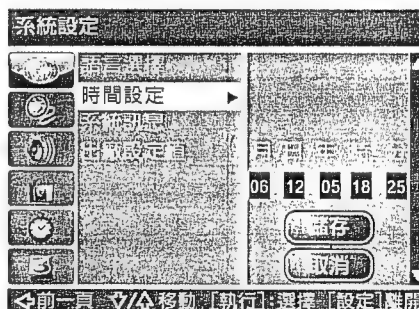 系統設定
語言選擇
時間設定
系統訊息
出廠設定值
月 日 年 時 分
06 12 05 18 25
儲存
取消
前一頁 移動 [執行]:選擇 [設定]離開